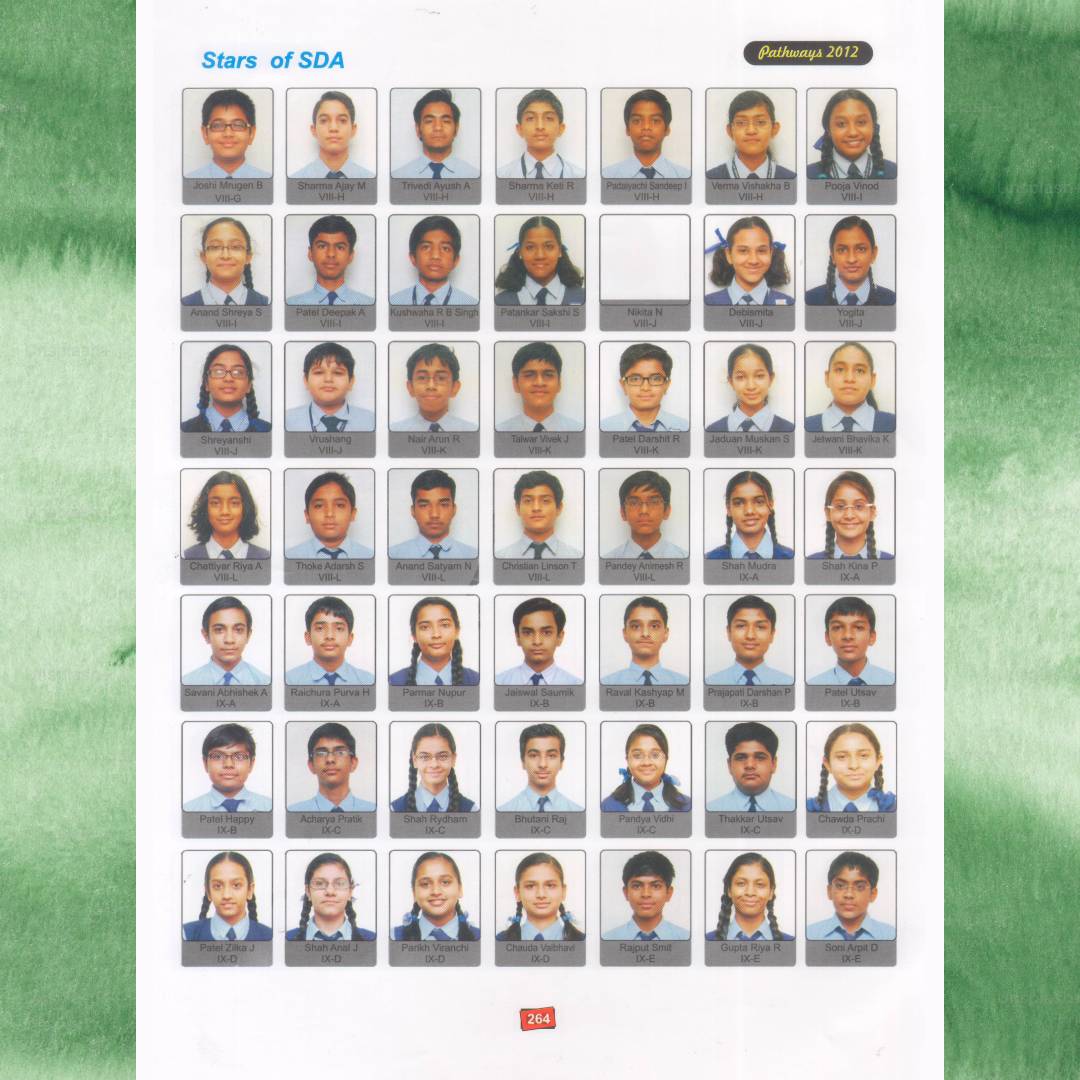 Stars of SDA
Pathways 2012
Joshi Mrugen B
VIII-G
Sharma Ajay M
VIII-H
Trivedi Ayush A
VIII-H
Sharma Keti R
VIII-H
Padaiyachi Sandeep I
VIII-H
Verma Vishakha B
VIII-H
Pooja Vinod
VIII-I
Anand Shreya S
VIII-I
Patel Deepak A
VIII-I
Kushwaha R B Singh
VIII-I
Patankar Sakshi S
VIII-I
Nikita N
VIII-J
Debismita
VIII-J
Yogita
VIII-J
Shreyanshi
VIII-J
Vrushang
VIII-J
Nair Arun R
VIII-K
Talwar Vivek J
VIII-K
Patel Darshit R
VIII-K
Jaduan Muskan S
VIII-K
Jetwani Bhavika K
VIII-K
Chettiyar Riya A
VIII-L
Thoke Adarsh S
VIII-L
Anand Satyam N
VIII-L
Christian Linson T
VIII-L
Pandey Animesh R
VIII-L
Shah Mudra
IX-A
Shah Kina P
IX-A
Savani Abhishek A
IX-A
Raichura Purva H
IX-A
Parmar Nupur
IX-B
Jaiswal Saumik
IX-B
Raval Kashyap M
IX-B
Prajapati Darshan P
IX-B
Patel Utsav
IX-B
Patel Happy
IX-B
Acharya Pratik
IX-C
Shah Rydham
IX-C
Bhutani Raj
IX-C
Pandya Vidhi
IX-C
Thakkar Utsav
IX-C
Chawda Prachi
IX-D
Patel Zilka J
IX-D
Shah Anal J
IX-D
Parikh Viranchi
IX-D
Chauda Vaibhavi
IX-D
Rajput Smit
IX-E
Gupta Riya R
IX-E
Soni Arpit D
IX-E
264